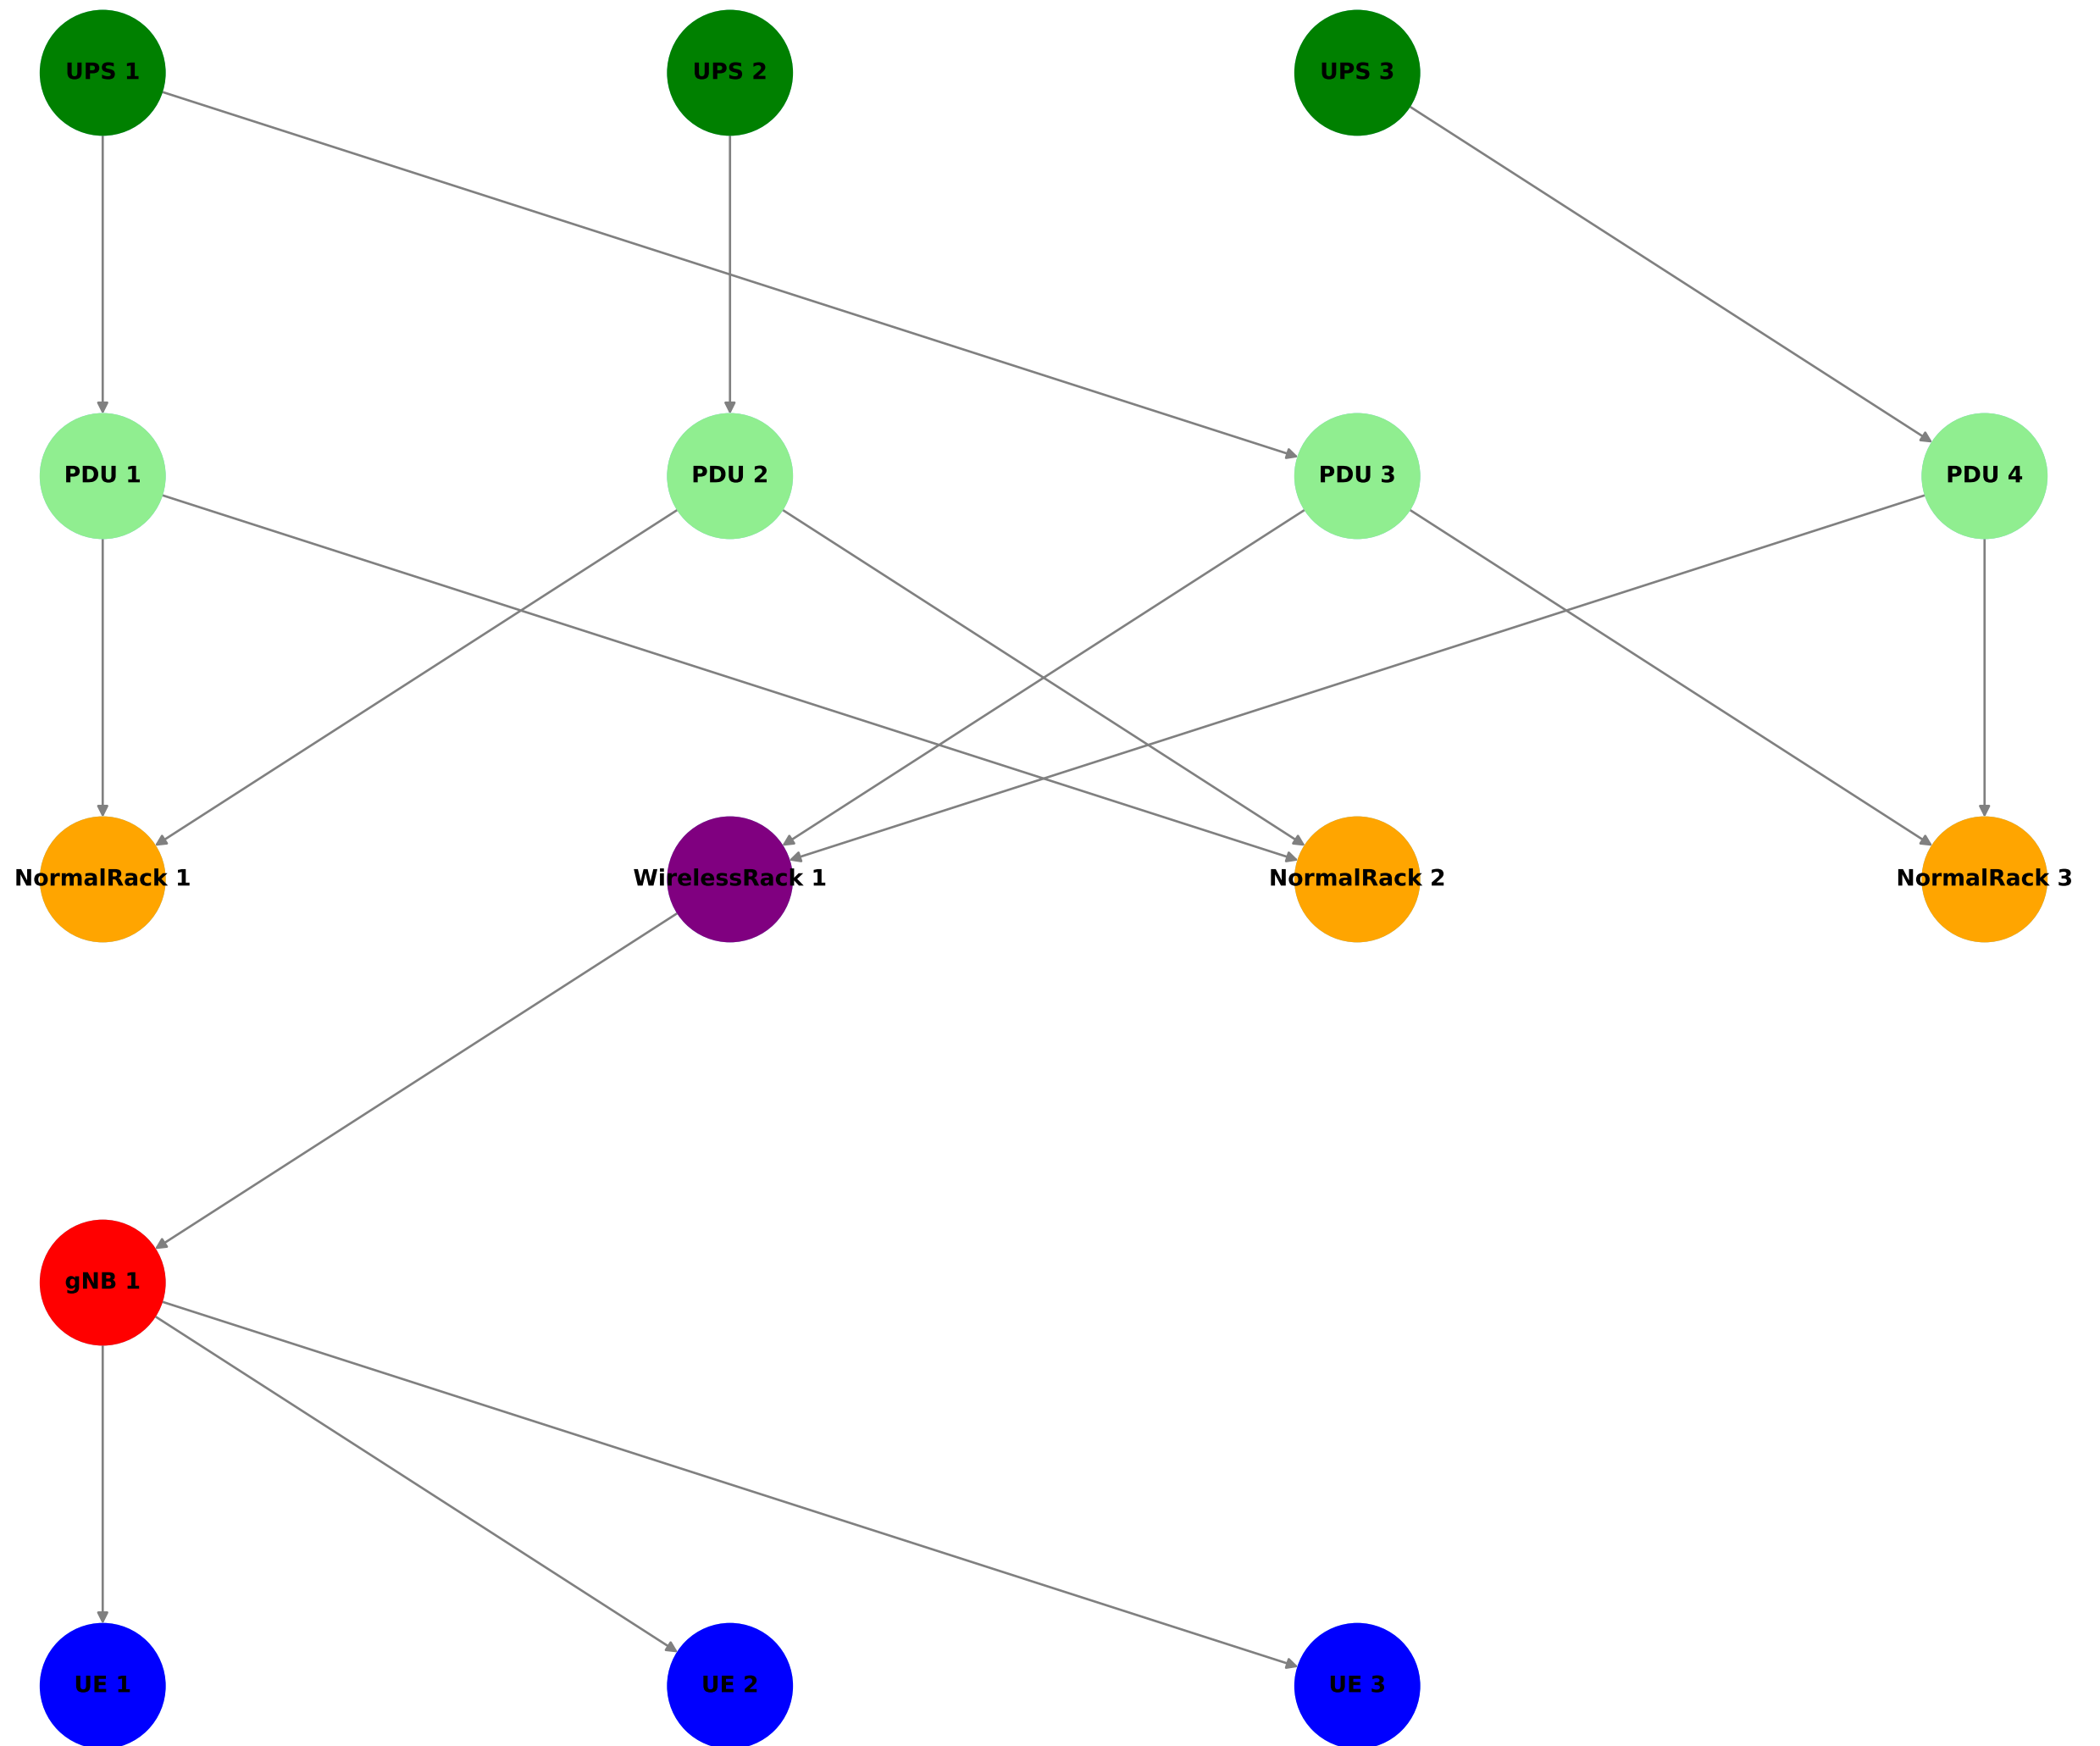 UPS 1
UPS 2
UPS 3
PDU 1
PDU 2
PDU 3
PDU 4
NormalRack 1
WirelessRack 1
NormalRack 2
NormalRack 3
gNB 1
UE 1
UE 2
UE 3